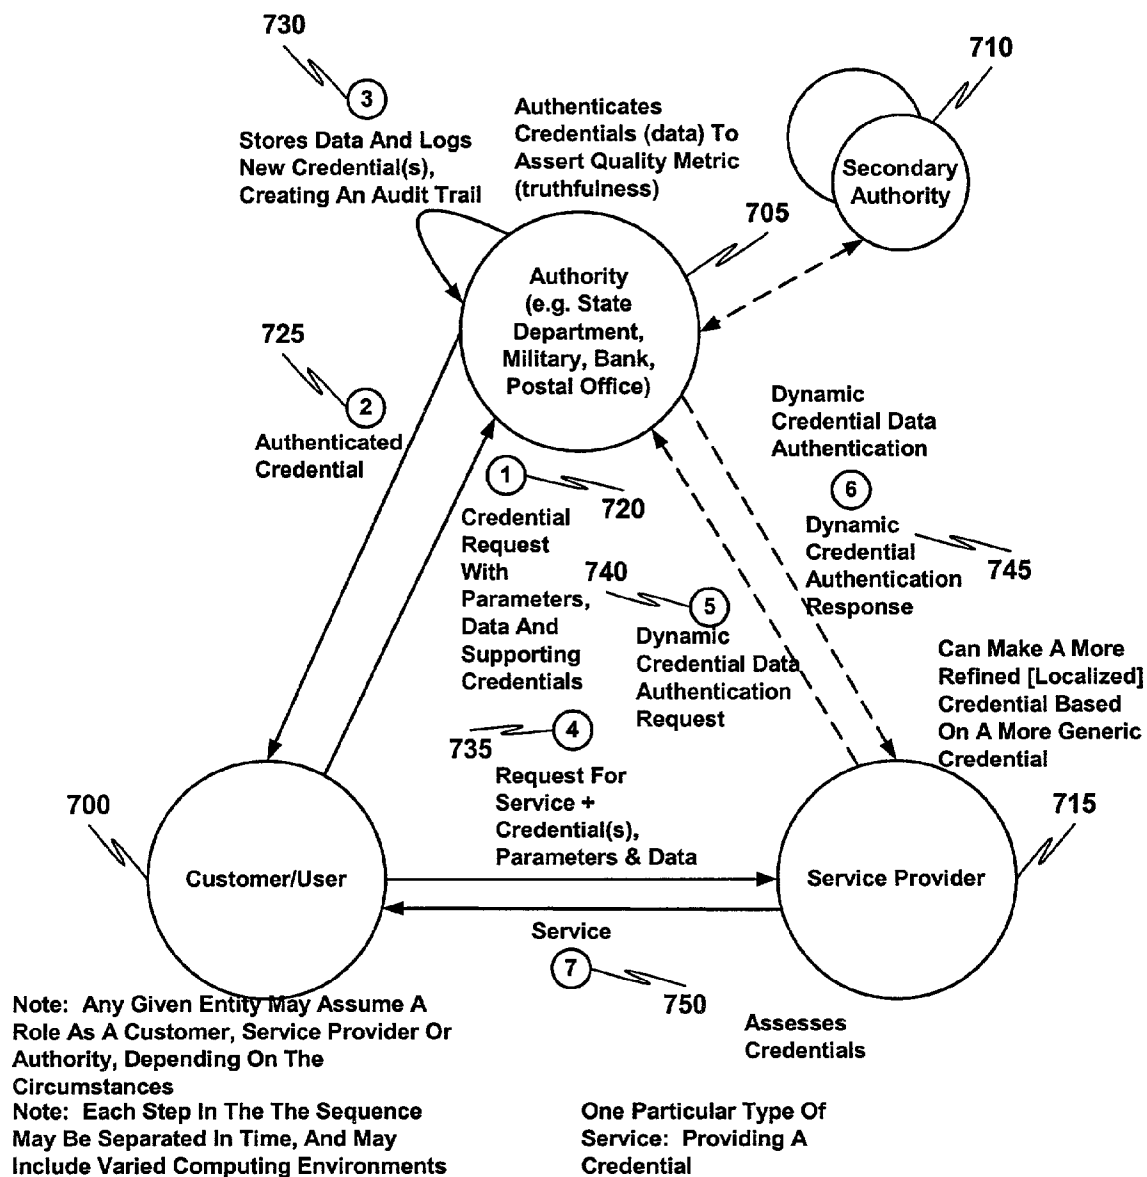 730
3
Stores Data And Logs
New Credential(s),
Creating An Audit Trail
Authenticates
Credentials (data) To
Assert Quality Metric
(truthfulness)
710
Secondary
Authority
705
Authority
(e.g. State
Department,
Military, Bank,
Postal Office)
725
2
Authenticated
Credential
1
720
Credential
Request
With
Parameters,
Data And
Supporting
Credentials
Dynamic
Credential Data
Authentication
6
Dynamic
Credential
Authentication
Response
745
740
5
Dynamic
Credential Data
Authentication
Request
Can Make A More
Refined [Localized]
Credential Based
On A More Generic
Credential
735
4
Request For
Service +
Credential(s),
Parameters & Data
700
Customer/User
715
Service Provider
Service
7
750
Assesses
Credentials
Note: Any Given Entity May Assume A
Role As A Customer, Service Provider Or
Authority, Depending On The
Circumstances
Note: Each Step In The The Sequence
May Be Separated In Time, And May
Include Varied Computing Environments
One Particular Type Of
Service: Providing A
Credential